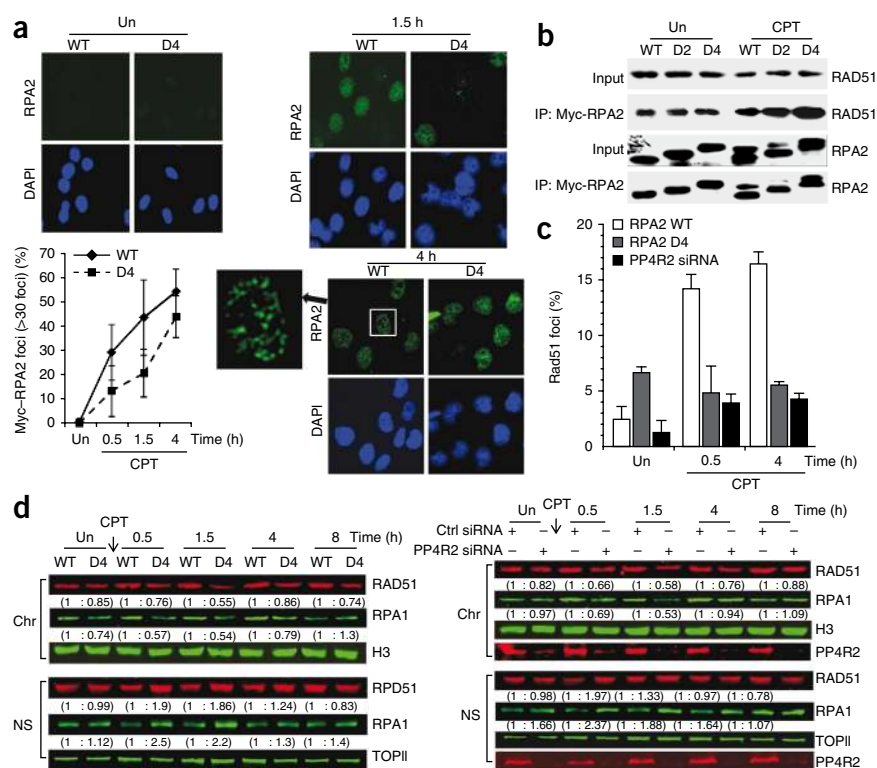 a
Un
WT D4
RPA2
DAPI
1.5 h
WT D4
RPA2
DAPI
Myc–RPA2 foci (>30 foci) (%)
70
60
50
40
30
20
10
0
WT
D4
Un 0.5 1.5 4 Time (h)
CPT
4 h
WT D4
RPA2
DAPI
b
Un CPT
WT D2 D4 WT D2 D4
Input RAD51
IP: Myc-RPA2 RAD51
Input RPA2
IP: Myc-RPA2 RPA2
c
Rad51 foci (%)
20
15
10
5
0
RPA2 WT
RPA2 D4
PP4R2 siRNA
Un 0.5 4 Time (h)
CPT
d
CPT
Un 0.5 1.5 4 8 Time (h)
WT D4 WT D4 WT D4 WT D4 WT D4
Chr
RAD51
(1 : 0.85) (1 : 0.76) (1 : 0.55) (1 : 0.86) (1 : 0.74)
RPA1
(1 : 0.74) (1 : 0.57) (1 : 0.54) (1 : 0.79) (1 : 1.3)
H3
NS
RPD51
(1 : 0.99) (1 : 1.9) (1 : 1.86) (1 : 1.24) (1 : 0.83)
RPA1
(1 : 1.12) (1 : 2.5) (1 : 2.2) (1 : 1.3) (1 : 1.4)
TOPII
CPT
Un 0.5 1.5 4 8 Time (h)
Ctrl siRNA + – + – + – + – + –
PP4R2 siRNA – + – + – + – + – +
Chr
RAD51
(1 : 0.82) (1 : 0.66) (1 : 0.58) (1 : 0.76) (1 : 0.88)
RPA1
(1 : 0.97) (1 : 0.69) (1 : 0.53) (1 : 0.94) (1 : 1.09)
H3
PP4R2
NS
RAD51
(1 : 0.98) (1 : 1.97) (1 : 1.33) (1 : 0.97) (1 : 0.78)
RPA1
(1 : 1.66) (1 : 2.37) (1 : 1.88) (1 : 1.64) (1 : 1.07)
TOPII
PP4R2